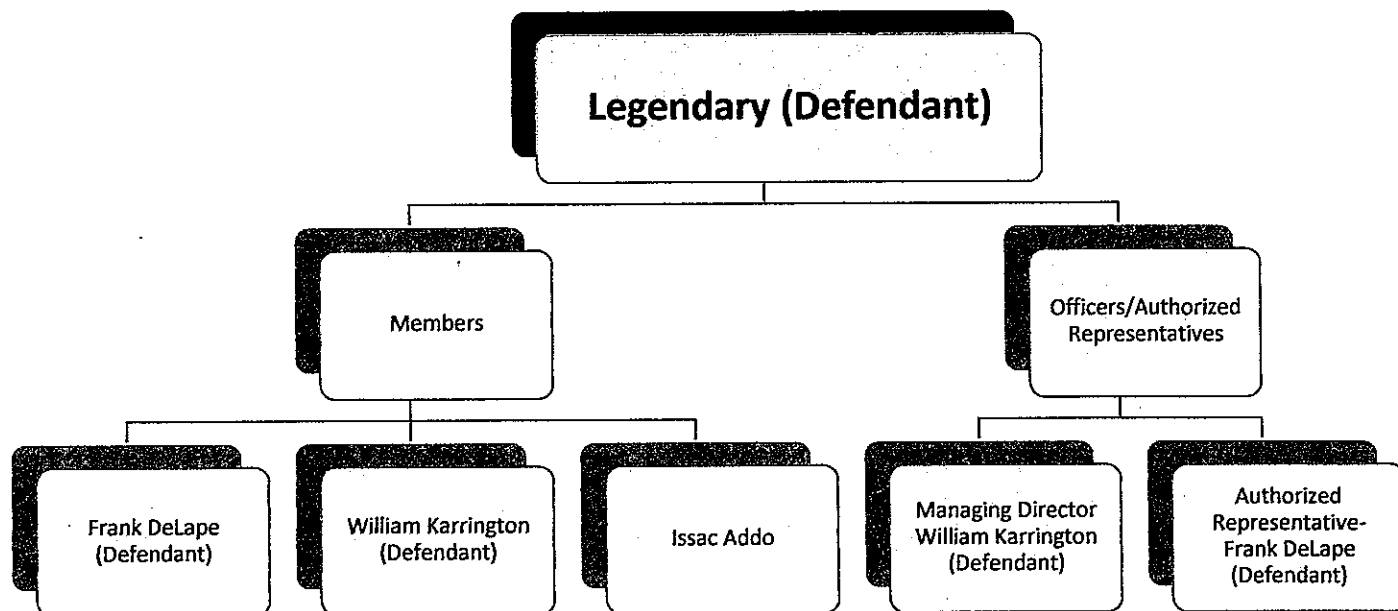 Legendary (Defendant)
Members
Officers/Authorized
Representatives
Frank DeLape
(Defendant)
William Karrington
(Defendant)
Issac Addo
Managing Director
William Karrington
(Defendant)
Authorized
Representative-
Frank DeLape
(Defendant)